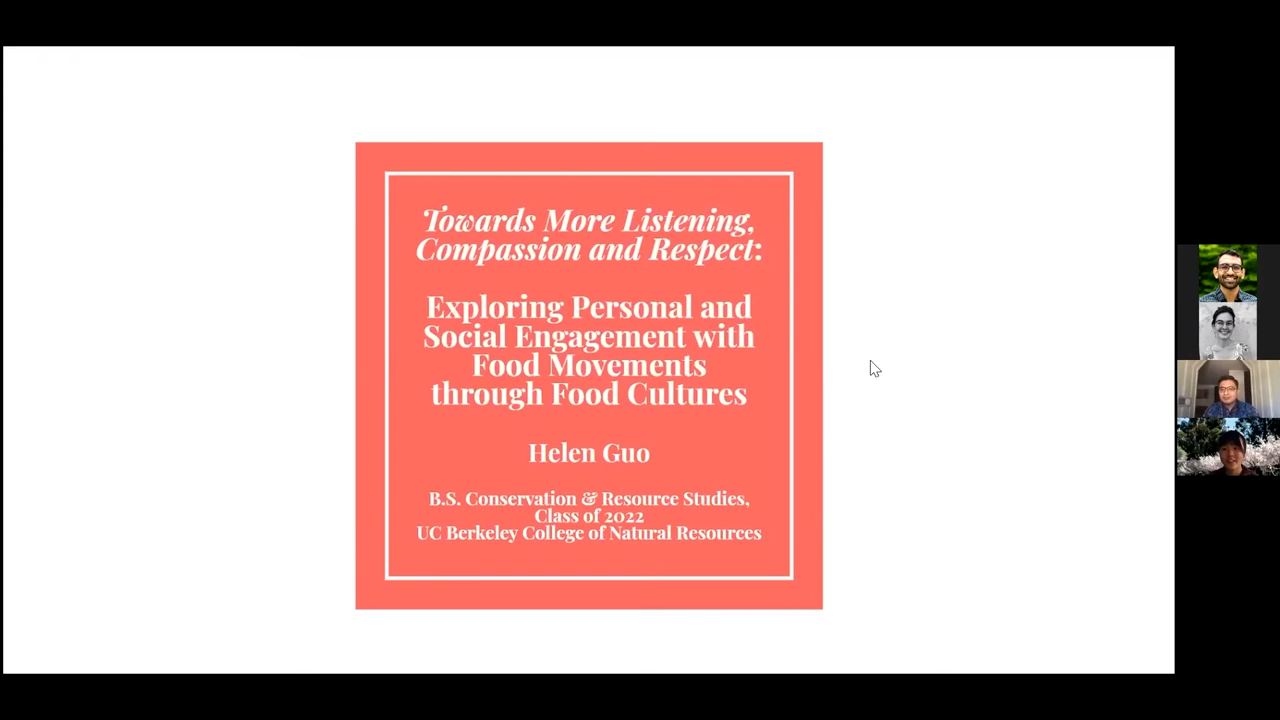 Towards More Listening,
Compassion and Respect:
Exploring Personal and
Social Engagement with
Food Movements
through Food Cultures
Helen Guo
B.S. Conservation & Resource Studies,
Class of 2022
UC Berkeley College of Natural Resources